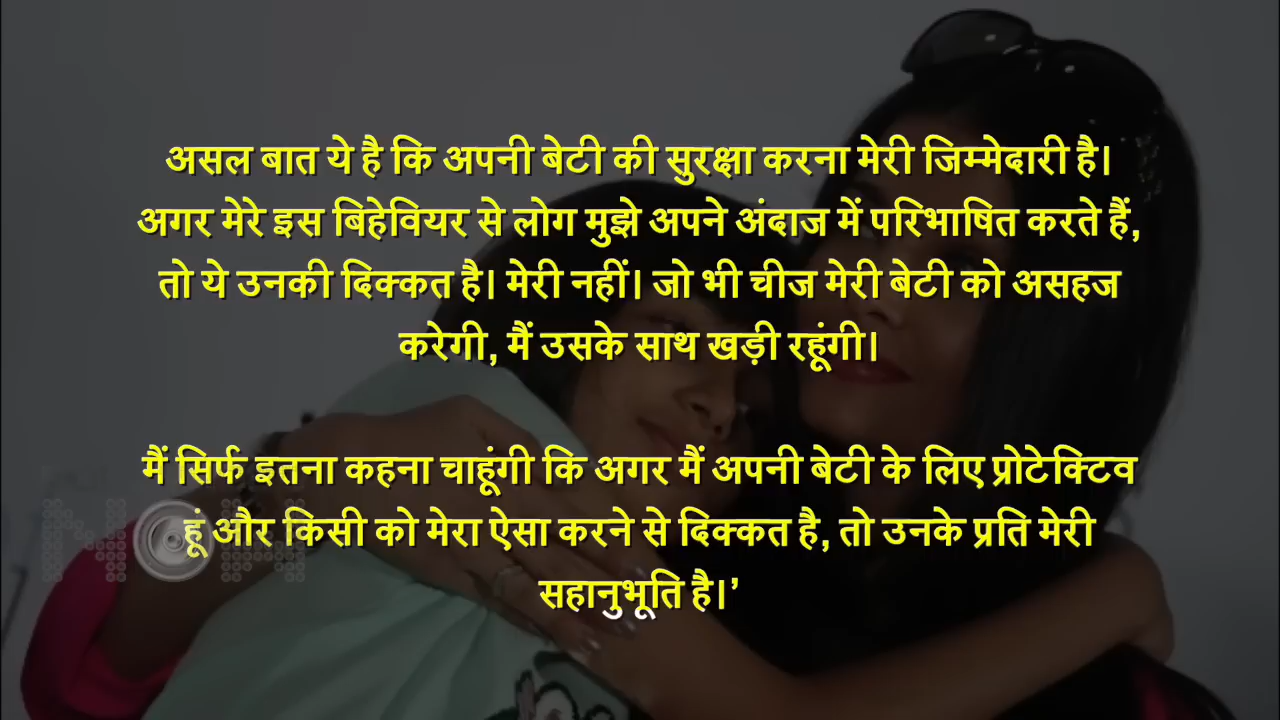 असल बात ये है कि अपनी बेटी की सुरक्षा करना मेरी जिम्मेदारी है।
अगर मेरे इस बिहेवियर से लोग मुझे अपने अंदाज में परिभाषित करते हैं,
तो ये उनकी दिक्कत है। मेरी नहीं। जो भी चीज मेरी बेटी को असहज
करेगी, मैं उसके साथ खड़ी रहूंगी।
मैं सिर्फ इतना कहना चाहूंगी कि अगर मैं अपनी बेटी के लिए प्रोटेक्टिव
हूं और किसी को मेरा ऐसा करने से दिक्कत है, तो उनके प्रति मेरी
सहानुभूति है।’